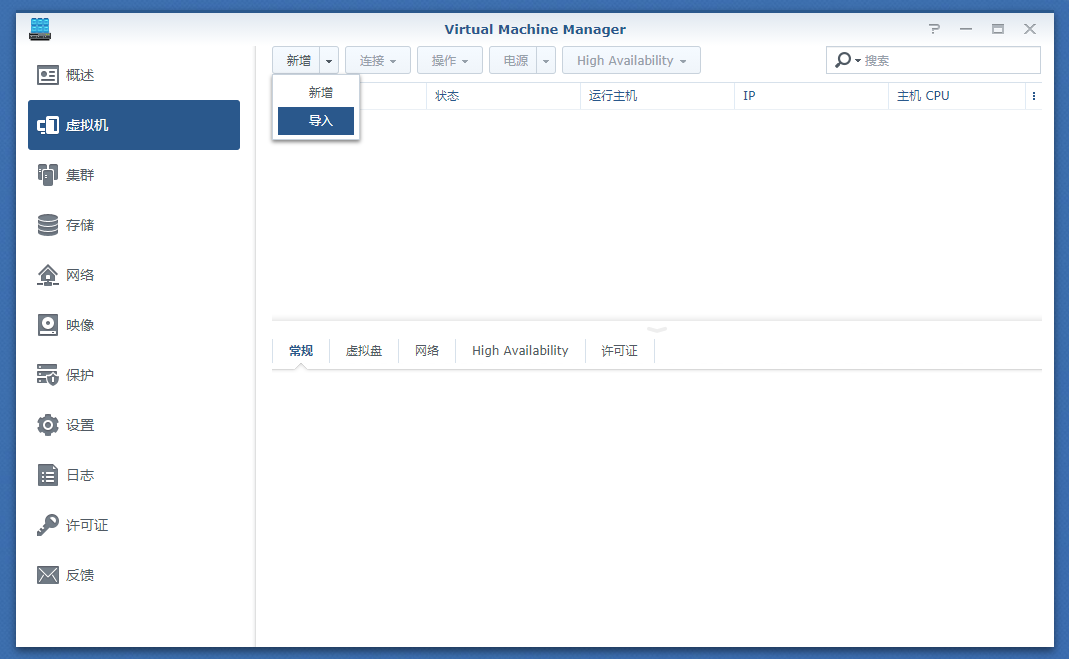 Virtual Machine Manager
概述
虚拟机
集群
存储
网络
映像
保护
设置
日志
许可证
反馈
新增 连接 操作 电源 High Availability 搜索
新增
导入
状态 运行主机 IP 主机 CPU
常规 虚拟盘 网络 High Availability 许可证